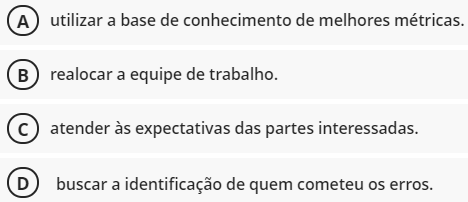 A utilizar a base de conhecimento de melhores métricas.
B realocar a equipe de trabalho.
C atender às expectativas das partes interessadas.
D buscar a identificação de quem cometeu os erros.